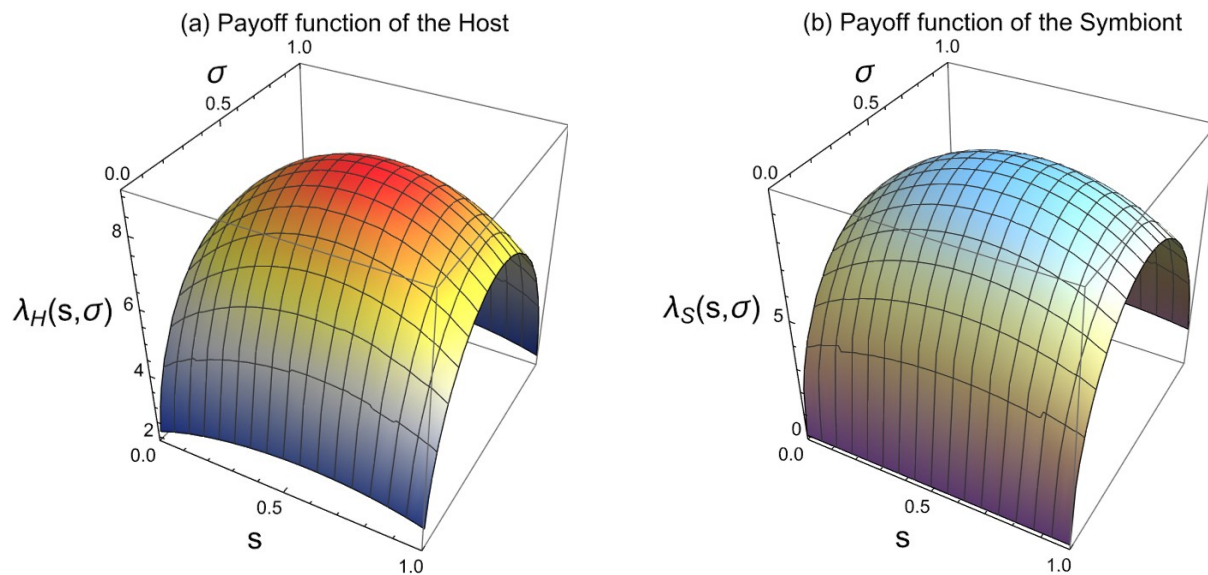 (a) Payoff function of the Host
1.0
σ
0.5
0.0
8
λH(s,σ)
6
4
2
0.0
0.5
s
1.0
(b) Payoff function of the Symbiont
1.0
σ
0.5
0.0
λS(s,σ)
5
0
0.0
0.5
s
1.0